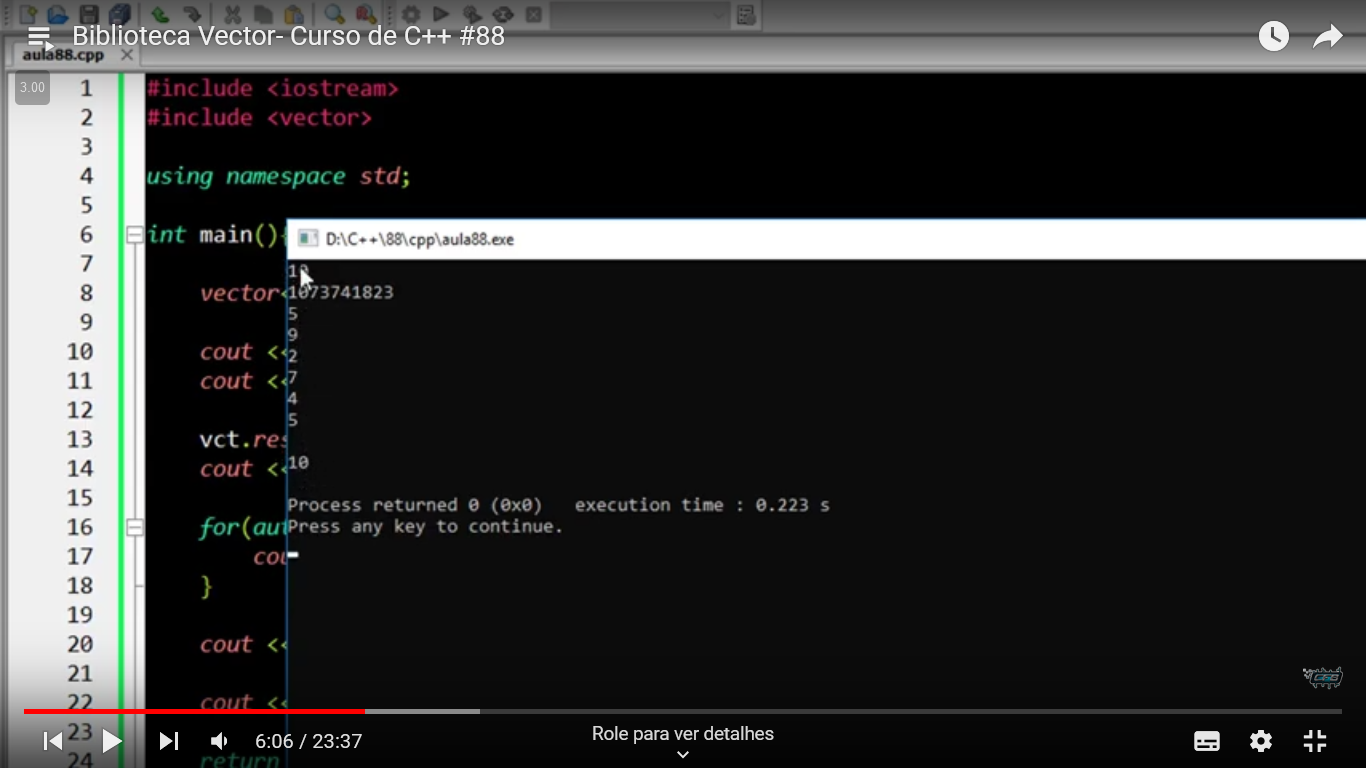 Biblioteca Vector- Curso de C++ #88
aula88.cpp
3.00
1 #include <iostream>
2 #include <vector>
3
4 using namespace std;
5
6 int main(){
7
8 vector<
9
10 cout <<
11 cout <<
12
13 vct.res
14 cout <<
15
16 for(aut
17 cou
18 }
19
20 cout <<
21
22 cout <<
23
24 return
D:\C++\88\cpp\aula88.exe
1073741823
5
9
2
7
4
5
10
Process returned 0 (0x0) execution time : 0.223 s
Press any key to continue.
GSG
6:06 / 23:37
Role para ver detalhes